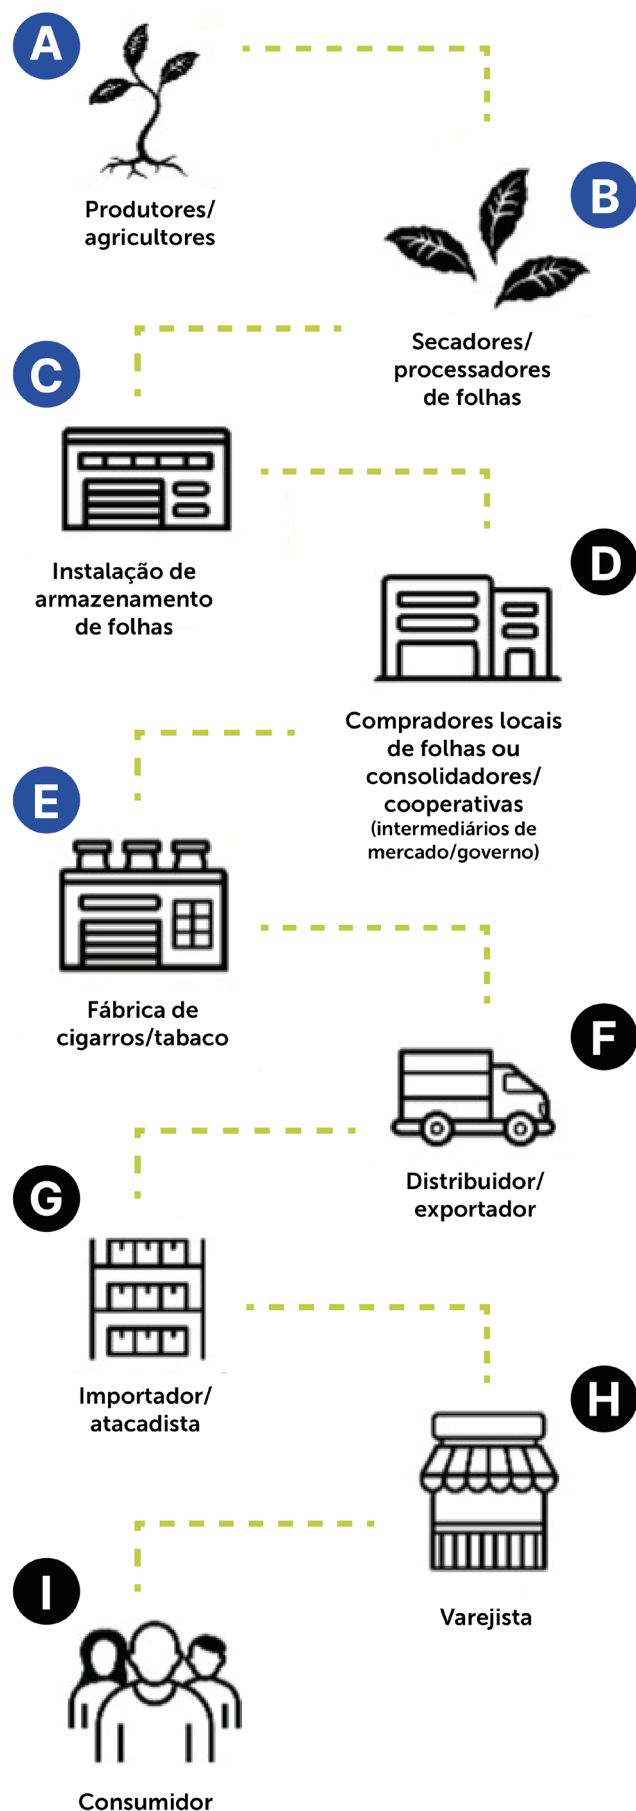 A
Produtores/
agricultores
B
Secadores/
processadores
de folhas
C
Instalação de
armazenamento
de folhas
D
Compradores locais
de folhas ou
consolidadores/
cooperativas
(intermediários de
mercado/governo)
E
Fábrica de
cigarros/tabaco
F
Distribuidor/
exportador
G
Importador/
atacadista
H
Varejista
I
Consumidor